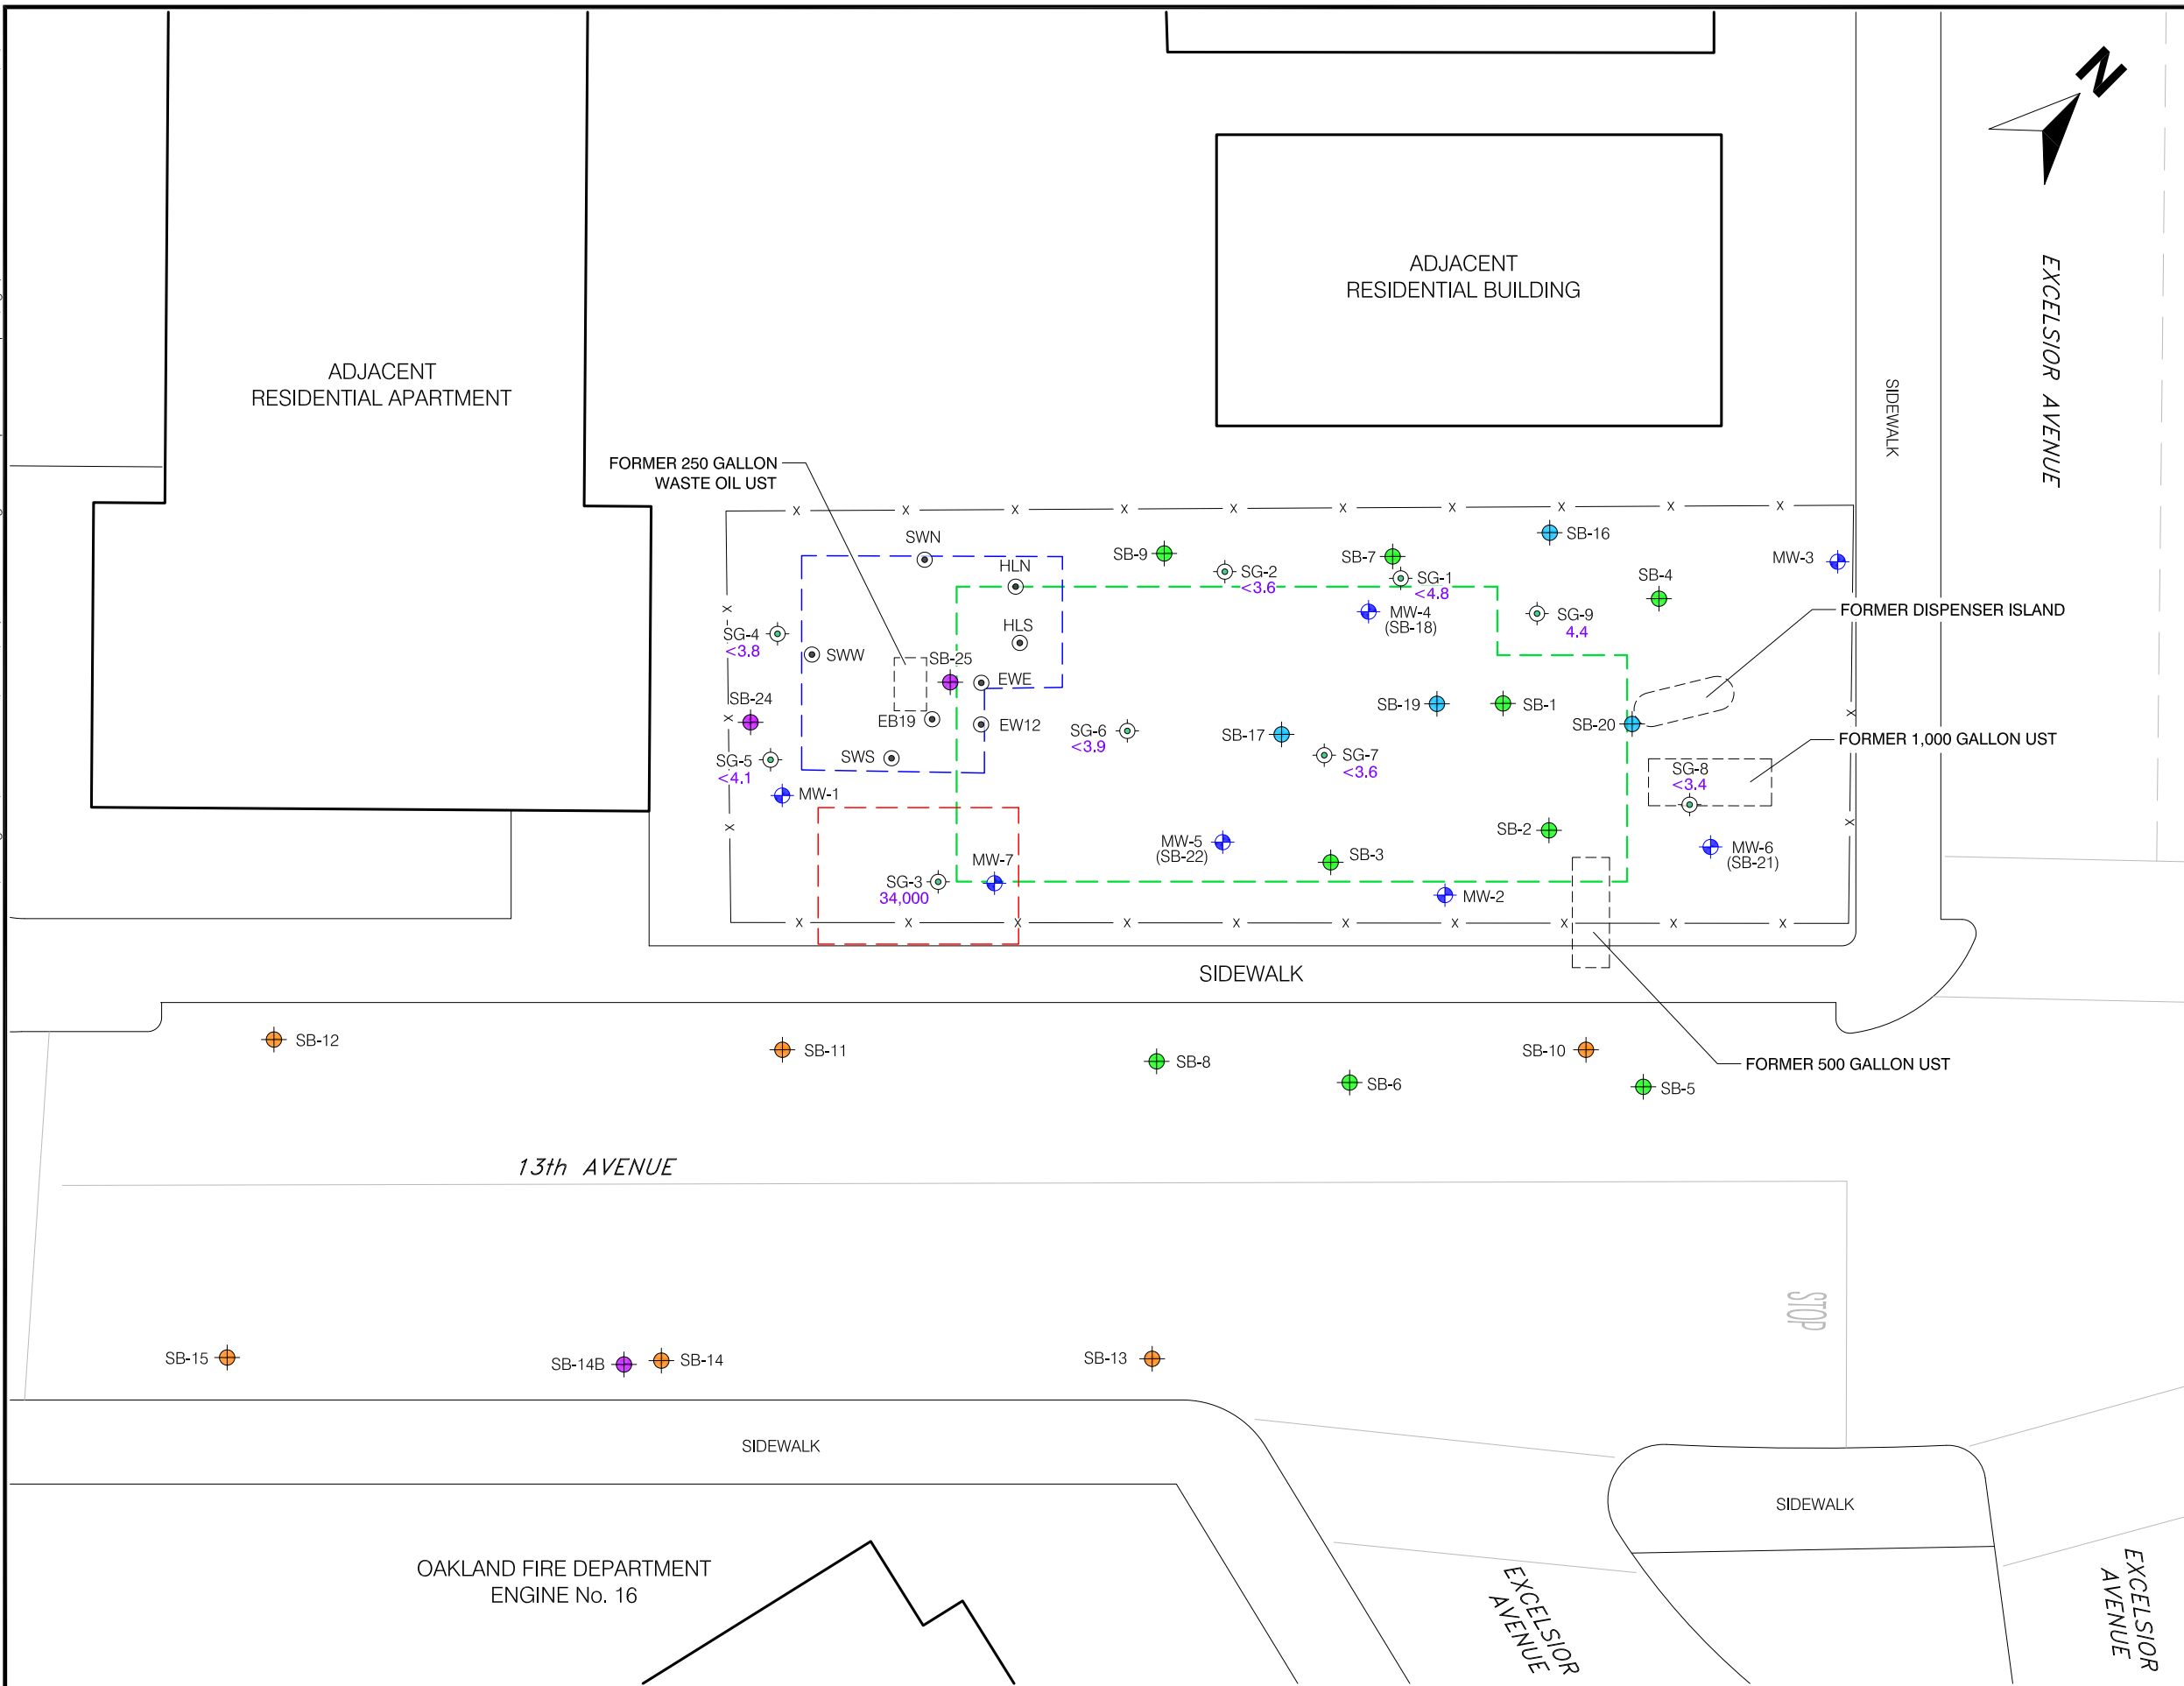 N
EXCELSIOR AVENUE
SIDEWALK
ADJACENT
RESIDENTIAL BUILDING
ADJACENT
RESIDENTIAL APARTMENT
FORMER 250 GALLON
WASTE OIL UST
X X X X X X X X X X
SWN
SB-9
SB-7
SB-16
MW-3
HLN
SG-2
<3.6
SG-1
<4.8
SB-4
X
MW-4
(SB-18)
SG-9
4.4
FORMER DISPENSER ISLAND
SG-4
<3.8
HLS
SWW
SB-25
EWE
SB-24
X
EB19
EW12
SG-6
<3.9
SB-17
SB-19
SB-1
SB-20
X
FORMER 1,000 GALLON UST
SWS
SG-5
<4.1
SG-7
<3.6
SG-8
<3.4
MW-1
X
SB-2
X
MW-5
(SB-22)
SB-3
MW-6
(SB-21)
MW-7
SG-3
34,000
MW-2
X X X X X X X X X X
SIDEWALK
SB-12
SB-11
SB-8
SB-6
SB-10
SB-5
FORMER 500 GALLON UST
13th AVENUE
STOP
SB-15
SB-14B
SB-14
SB-13
SIDEWALK
SIDEWALK
OAKLAND FIRE DEPARTMENT
ENGINE No. 16
EXCELSIOR
AVENUE
EXCELSIOR
AVENUE